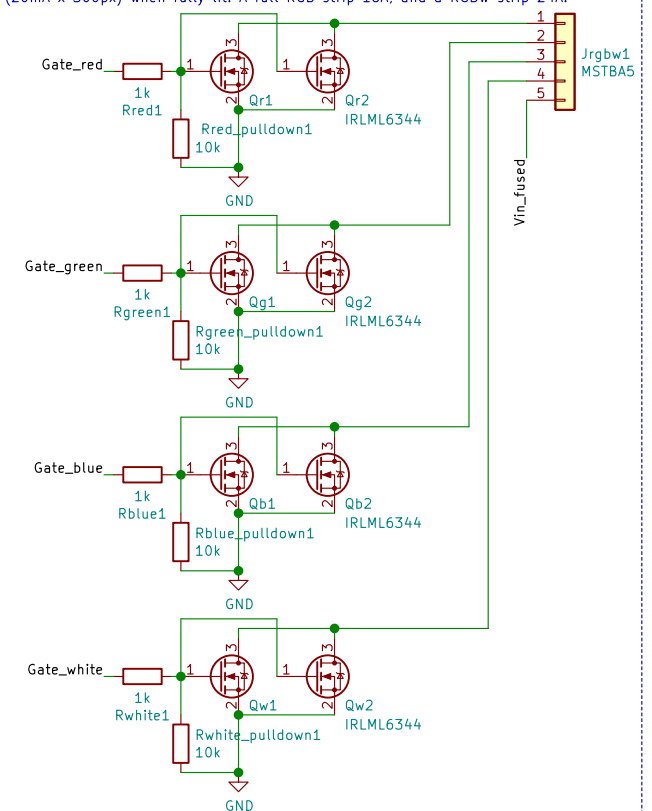 (20mA x 300px) when fully lit. A full RGB strip 18A, and a RGBW strip 24A.
1
2
3
4
5
Jrgbw1
MSTBA5
Vin_fused
Gate_red
1k
Rred1
1
3
2
Qr1
1
3
2
Qr2
IRLML6344
Rred_pulldown1
10k
GND
Gate_green
1k
Rgreen1
1
3
2
Qg1
1
3
2
Qg2
IRLML6344
Rgreen_pulldown1
10k
GND
Gate_blue
1k
Rblue1
1
3
2
Qb1
1
3
2
Qb2
IRLML6344
Rblue_pulldown1
10k
GND
Gate_white
1k
Rwhite1
1
3
2
Qw1
1
3
2
Qw2
IRLML6344
Rwhite_pulldown1
10k
GND